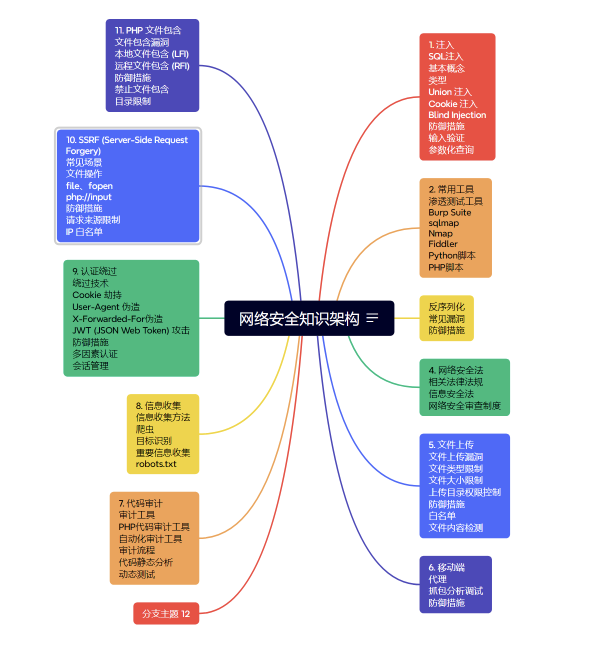 网络安全知识架构
1. 注入
SQL注入
基本概念
类型
Union 注入
Cookie 注入
Blind Injection
防御措施
输入验证
参数化查询
2. 常用工具
渗透测试工具
Burp Suite
sqlmap
Nmap
Fiddler
Python脚本
PHP脚本
反序列化
常见漏洞
防御措施
4. 网络安全法
相关法律法规
信息安全法
网络安全审查制度
5. 文件上传
文件上传漏洞
文件类型限制
文件大小限制
上传目录权限控制
防御措施
白名单
文件内容检测
6. 移动端
代理
抓包分析调试
防御措施
7. 代码审计
审计工具
PHP代码审计工具
自动化审计工具
审计流程
代码静态分析
动态测试
8. 信息收集
信息收集方法
爬虫
目标识别
重要信息收集
robots.txt
9. 认证绕过
绕过技术
Cookie 劫持
User-Agent 伪造
X-Forwarded-For伪造
JWT (JSON Web Token) 攻击
防御措施
多因素认证
会话管理
10. SSRF (Server-Side Request
Forgery)
常见场景
文件操作
file、fopen
php://input
防御措施
请求来源限制
IP 白名单
11. PHP 文件包含
文件包含漏洞
本地文件包含 (LFI)
远程文件包含 (RFI)
防御措施
禁止文件包含
目录限制
分支主题 12